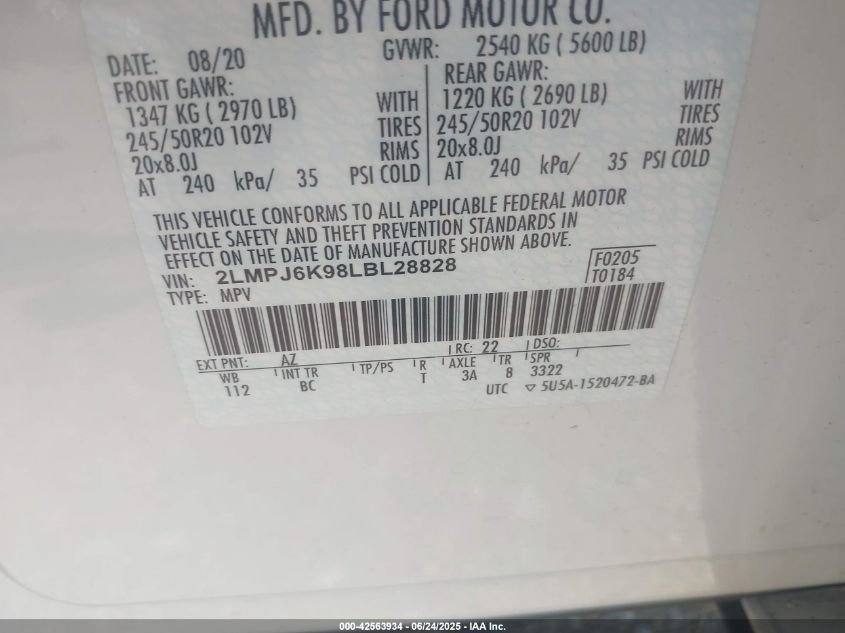 MFD. BY FORD MOTOR CO.
DATE: 08/20 GVWR: 2540 KG ( 5600 LB)
FRONT GAWR: REAR GAWR:
1347 KG ( 2970 LB) WITH 1220 KG ( 2690 LB) WITH
245/50R20 102V TIRES 245/50R20 102V TIRES
20x8.0J RIMS 20x8.0J RIMS
AT 240 kPa/ 35 PSI COLD AT 240 kPa/ 35 PSI COLD
THIS VEHICLE CONFORMS TO ALL APPLICABLE FEDERAL MOTOR
VEHICLE SAFETY AND THEFT PREVENTION STANDARDS IN
EFFECT ON THE DATE OF MANUFACTURE SHOWN ABOVE.
VIN: 2LMPJ6K98LBL28828 F0205
TYPE: MPV T0184
RC: 22 DSO:
EXT PNT: AZ
WB INT TR TP/PS R AXLE TR SPR
112 BC T 3A 8 3322
UTC ▽ 5U5A-1520472-BA
000-42563934 - 06/24/2025 - IAA Inc.